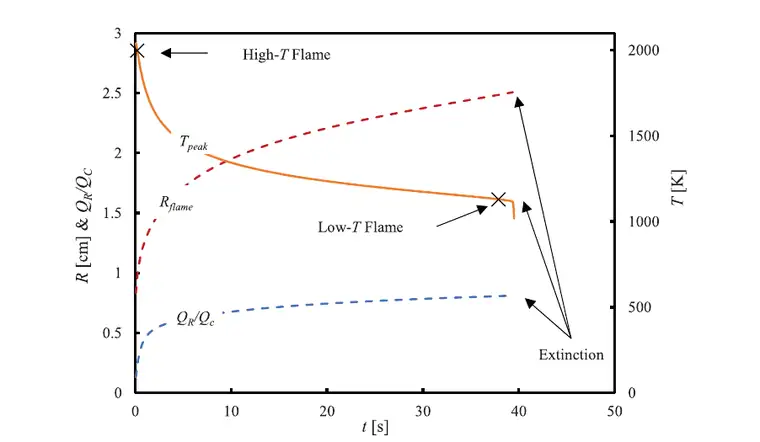 3
2.5
2
1.5
1
0.5
0
R [cm] & Q_R/Q_C
2000
1500
1000
500
0
T [K]
High-T Flame
T_peak
R_flame
Low-T Flame
Q_R/Q_c
Extinction
0 10 20 30 40 50
t [s]